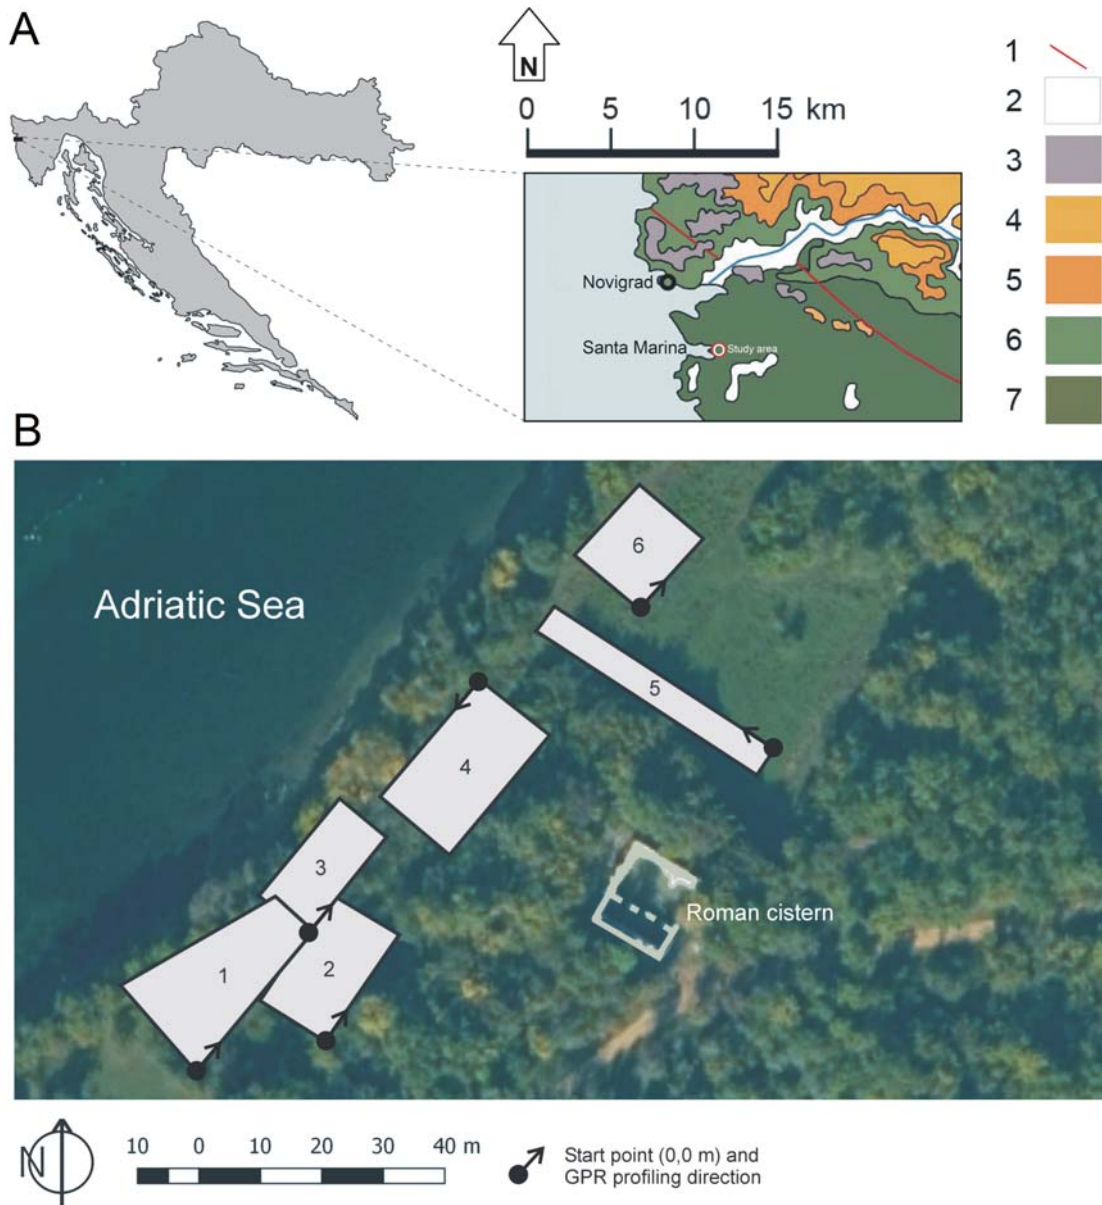 A
N
0 5 10 15 km
Novigrad
Santa Marina
Study area
1
2
3
4
5
6
7
B
Adriatic Sea
6
5
4
3
1
2
Roman cistern
N
10 0 10 20 30 40 m
Start point (0,0 m) and
GPR profiling direction